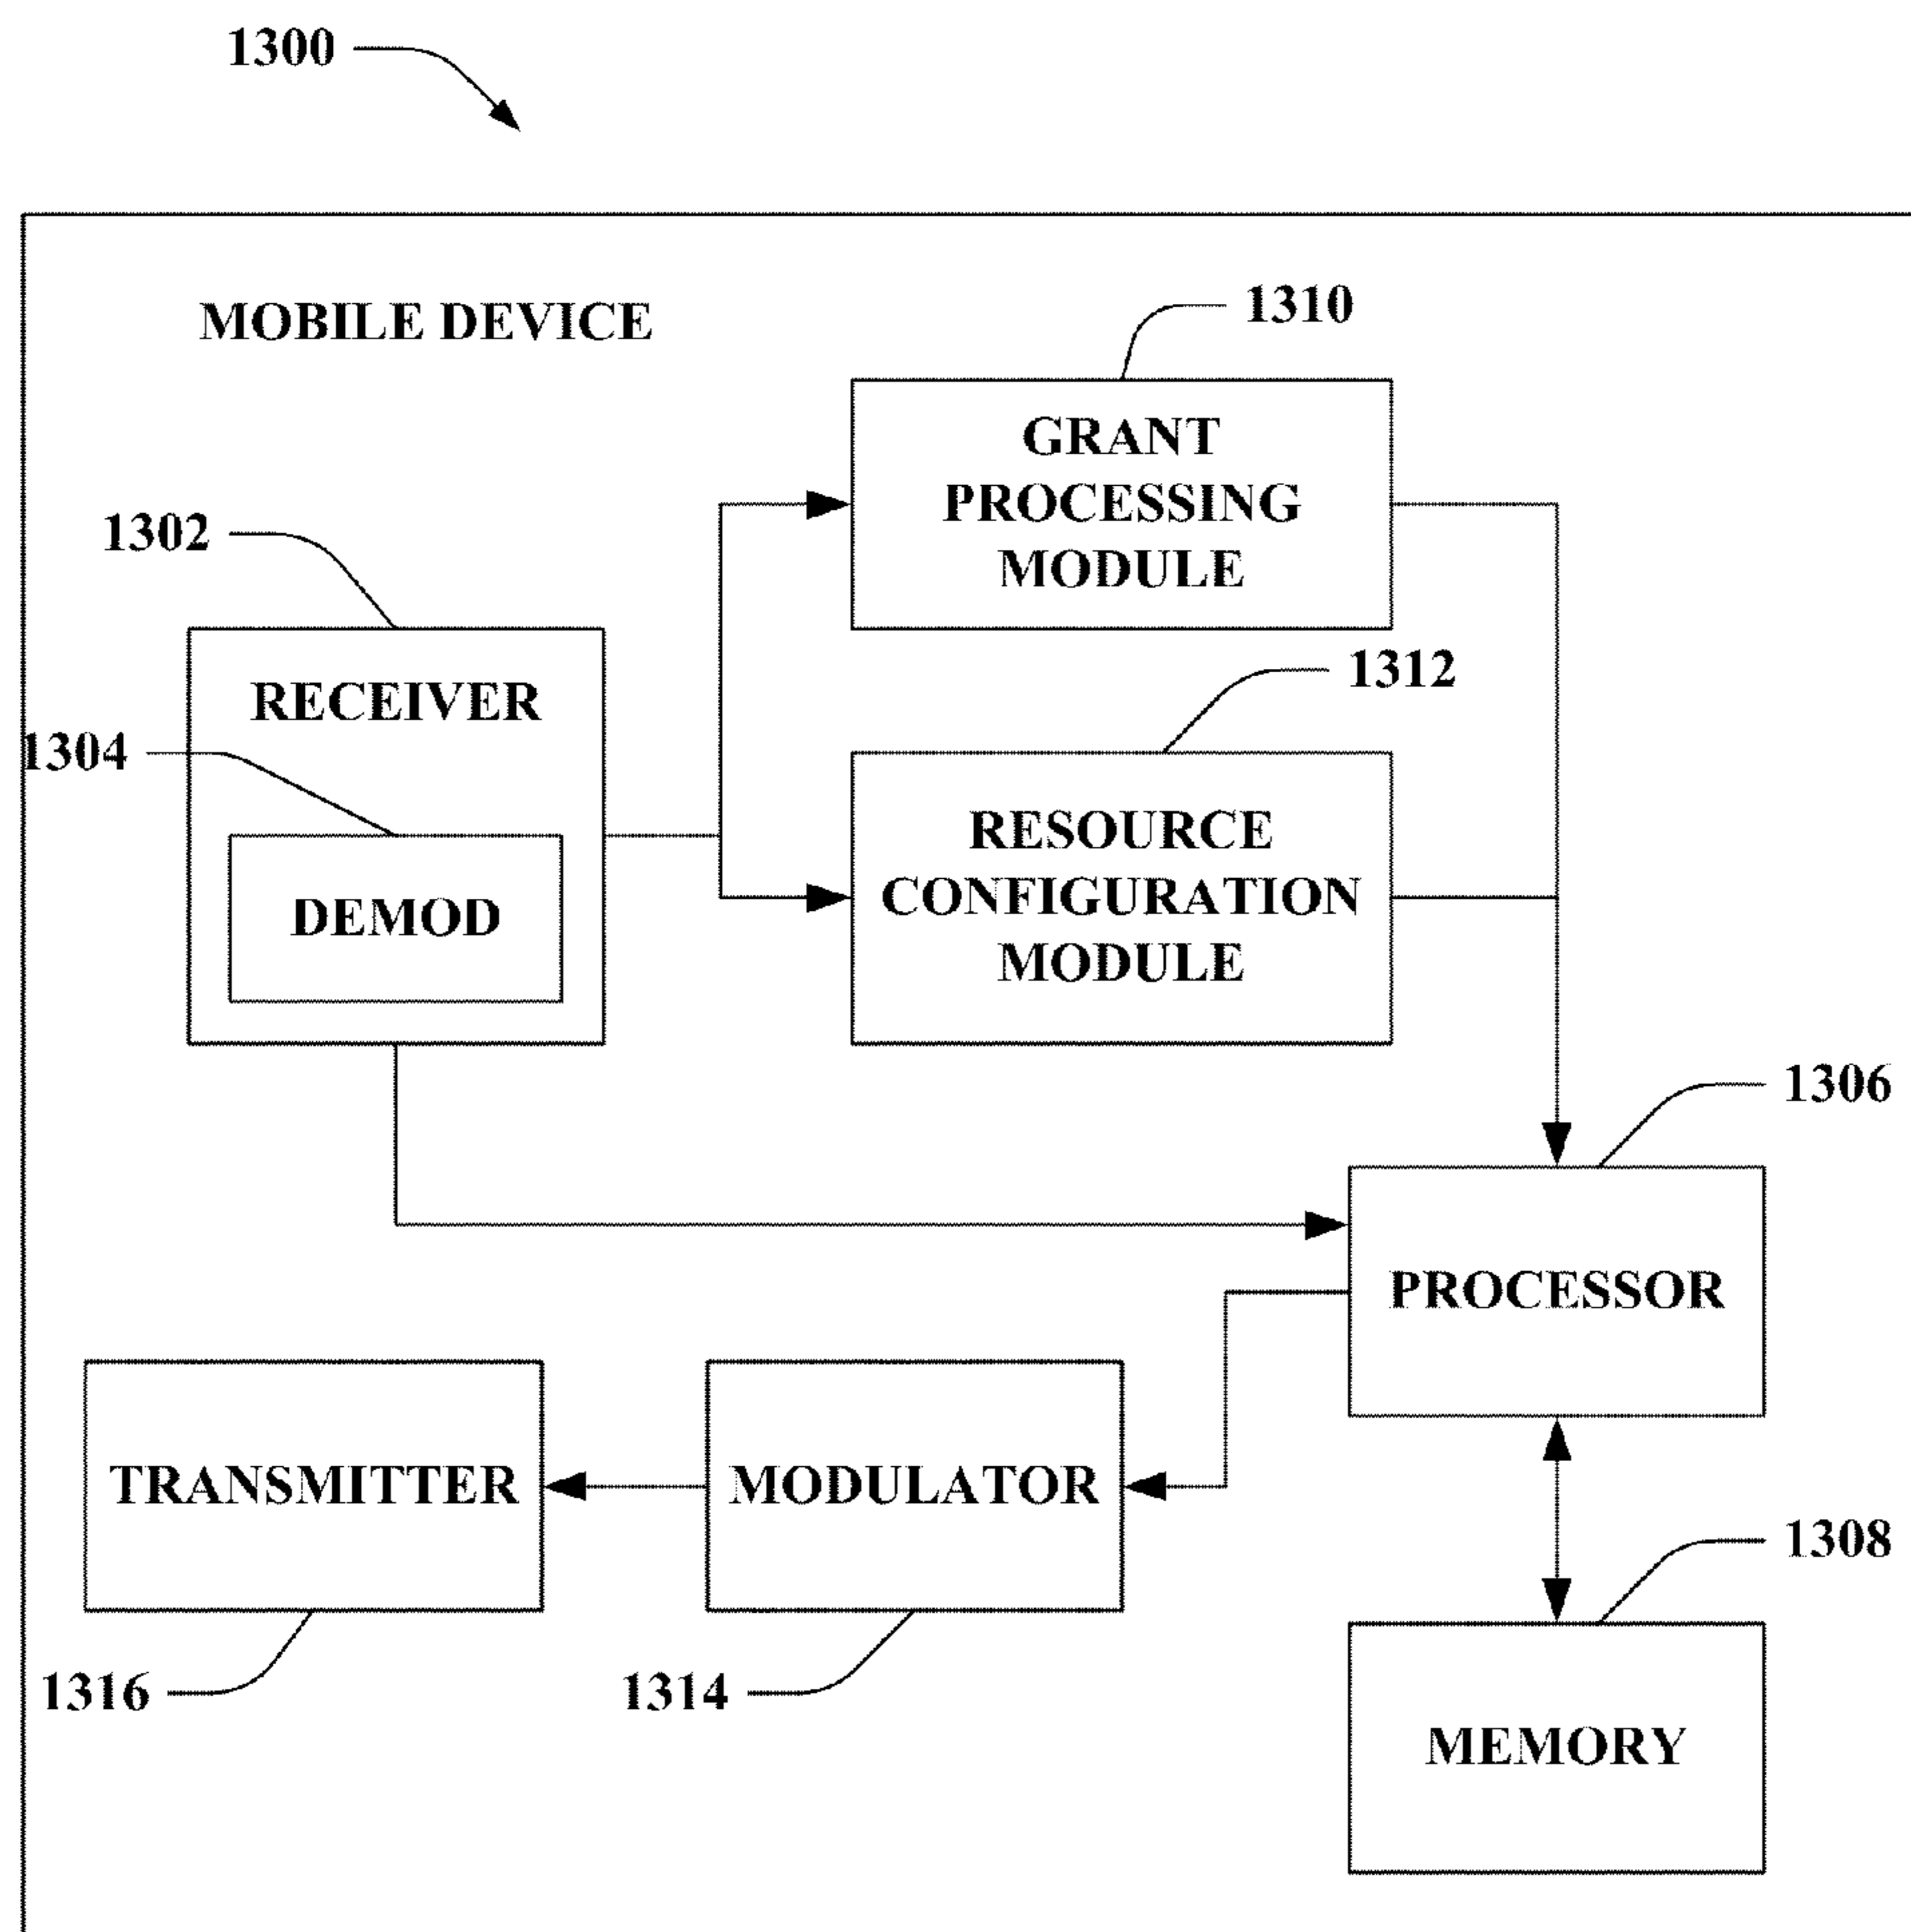 1300
MOBILE DEVICE
1310
GRANT
PROCESSING
MODULE
1302
RECEIVER
1304
DEMOD
1312
RESOURCE
CONFIGURATION
MODULE
1306
PROCESSOR
TRANSMITTER
MODULATOR
1308
1316
1314
MEMORY